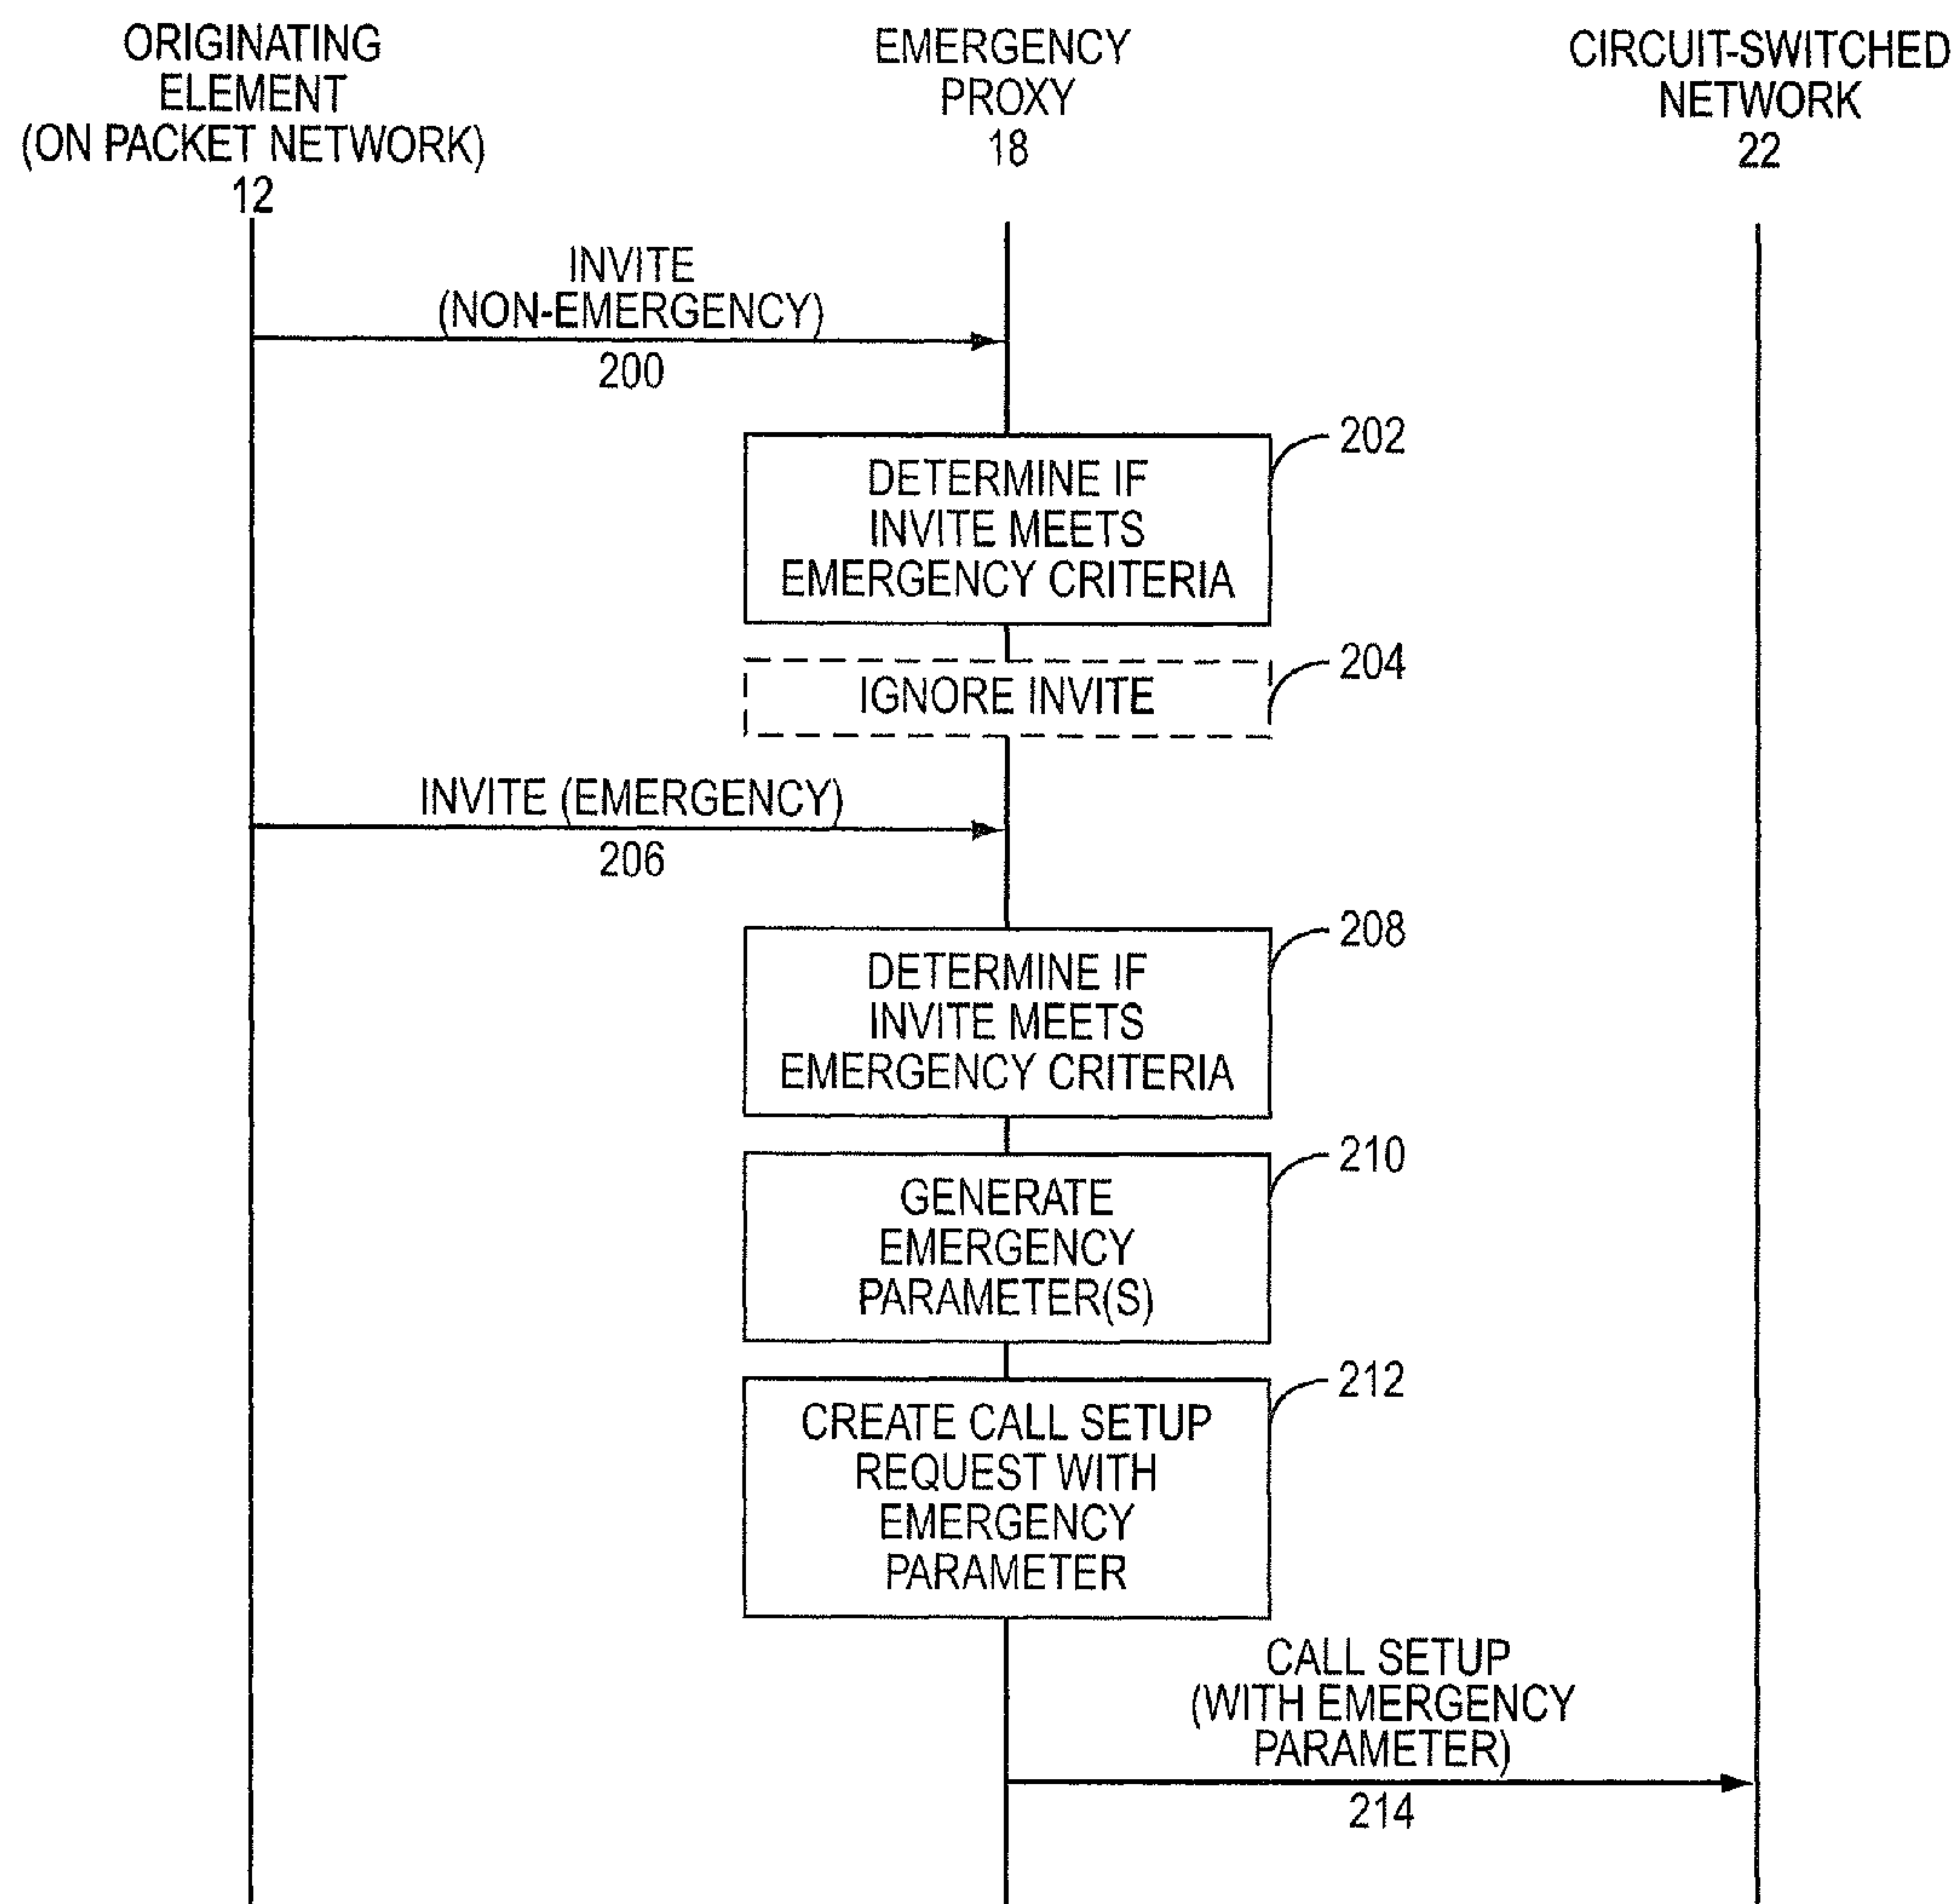 ORIGINATING
ELEMENT
(ON PACKET NETWORK)
12
EMERGENCY
PROXY
18
CIRCUIT-SWITCHED
NETWORK
22
INVITE
(NON-EMERGENCY)
200
DETERMINE IF
INVITE MEETS
EMERGENCY CRITERIA
202
IGNORE INVITE
204
INVITE (EMERGENCY)
206
DETERMINE IF
INVITE MEETS
EMERGENCY CRITERIA
208
GENERATE
EMERGENCY
PARAMETER(S)
210
CREATE CALL SETUP
REQUEST WITH
EMERGENCY
PARAMETER
212
CALL SETUP
(WITH EMERGENCY
PARAMETER)
214